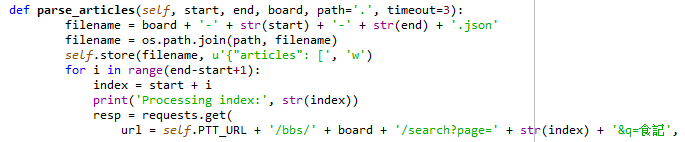 def parse_articles(self, start, end, board, path='.', timeout=3):
        filename = board + '-' + str(start) + '-' + str(end) + '.json'
        filename = os.path.join(path, filename)
        self.store(filename, u'{"articles": [', 'w')
        for i in range(end-start+1):
            index = start + i
            print('Processing index:', str(index))
            resp = requests.get(
                url = self.PTT_URL + '/bbs/' + board + '/search?page=' + str(index) + '&q=食記',